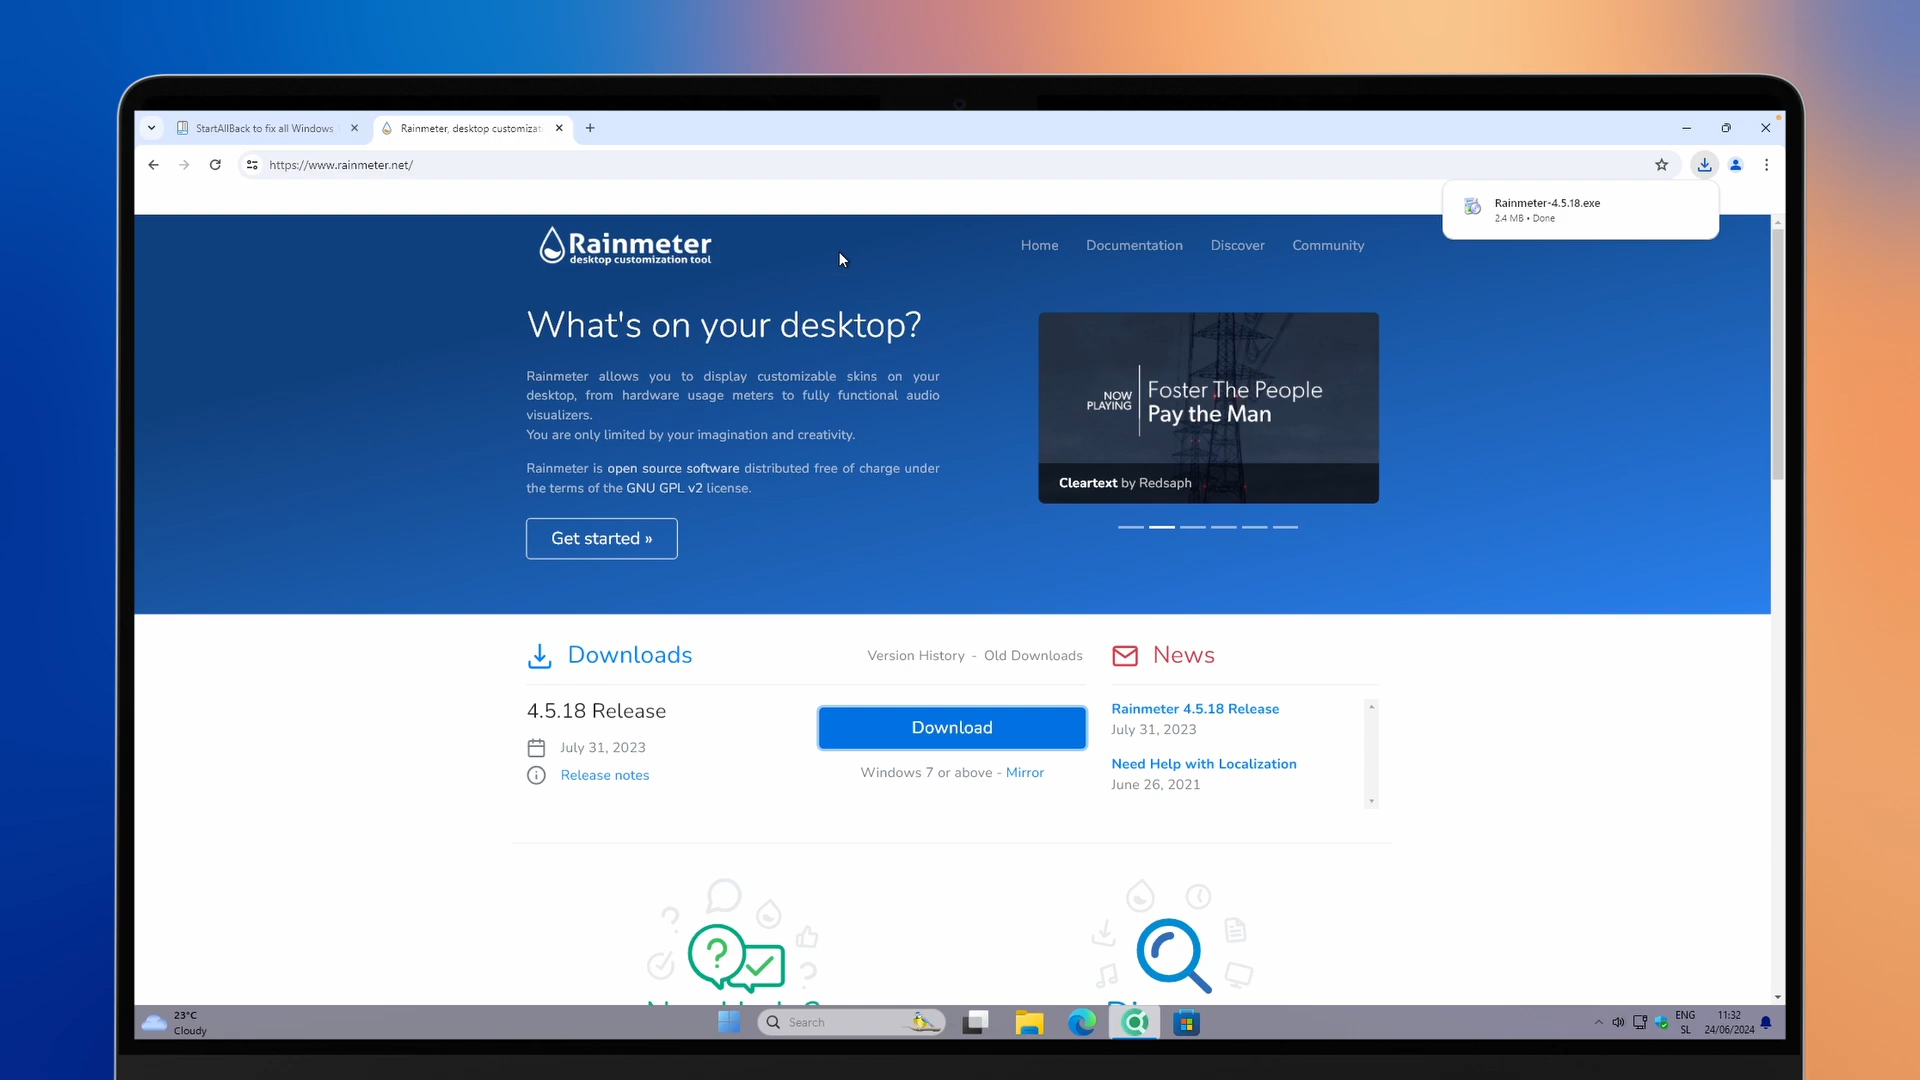 StartAllBack to fix all Windows
Rainmeter, desktop customizat
https://www.rainmeter.net/
Rainmeter-4.5.18.exe
2.4 MB • Done
Rainmeter
desktop customization tool
Home
Documentation
Discover
Community
What's on your desktop?
Rainmeter allows you to display customizable skins on your
desktop, from hardware usage meters to fully functional audio
visualizers.
You are only limited by your imagination and creativity.
Rainmeter is open source software distributed free of charge under
the terms of the GNU GPL v2 license.
Get started »
NOW
PLAYING
Foster The People
Pay the Man
Cleartext by Redsaph
Downloads
Version History - Old Downloads
4.5.18 Release
July 31, 2023
Release notes
Download
Windows 7 or above - Mirror
News
Rainmeter 4.5.18 Release
July 31, 2023
Need Help with Localization
June 26, 2021
23°C
Cloudy
Search
ENG
SL
11:32
24/06/2024